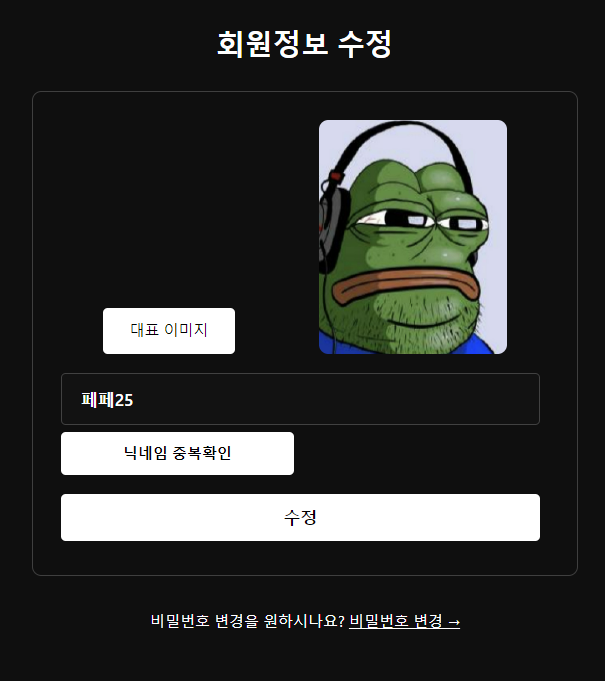 회원정보 수정
대표 이미지
페페25
닉네임 중복확인
수정
비밀번호 변경을 원하시나요? 비밀번호 변경 →